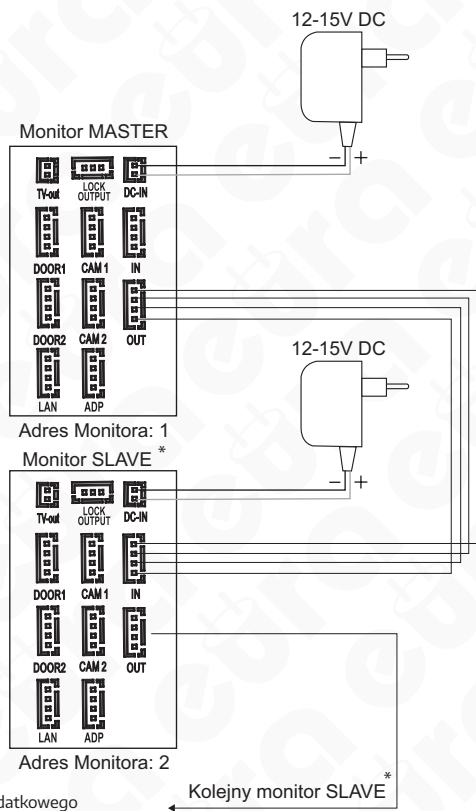 12-15V DC
Monitor MASTER
– +
TV-out LOCK OUTPUT DC-IN
DOOR1 CAM 1 IN
DOOR2 CAM 2 OUT
LAN ADP
Adres Monitora: 1
12-15V DC
Monitor SLAVE *
– +
TV-out LOCK OUTPUT DC-IN
DOOR1 CAM 1 IN
DOOR2 CAM 2 OUT
LAN ADP
Adres Monitora: 2
Kolejny monitor SLAVE *
datkowego
eura